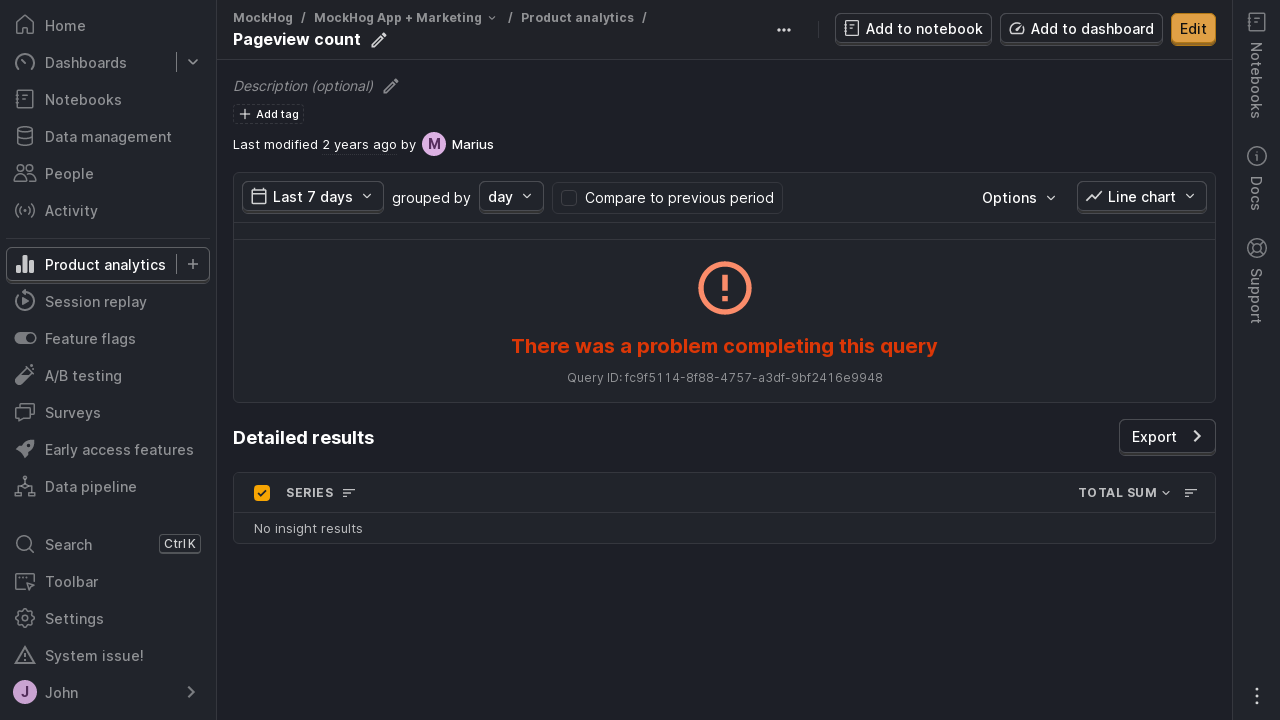 Home
Dashboards
Notebooks
Data management
People
Activity
Product analytics
Session replay
Feature flags
A/B testing
Surveys
Early access features
Data pipeline
Search Ctrl K
Toolbar
Settings
System issue!
J John
MockHog / MockHog App + Marketing / Product analytics /
Pageview count
Add to notebook
Add to dashboard
Edit
Description (optional)
Add tag
Last modified 2 years ago by M Marius
Last 7 days grouped by day Compare to previous period Options Line chart
There was a problem completing this query
Query ID: fc9f5114-8f88-4757-a3df-9bf2416e9948
Detailed results
Export
SERIES TOTAL SUM
No insight results
Notebooks
Docs
Support